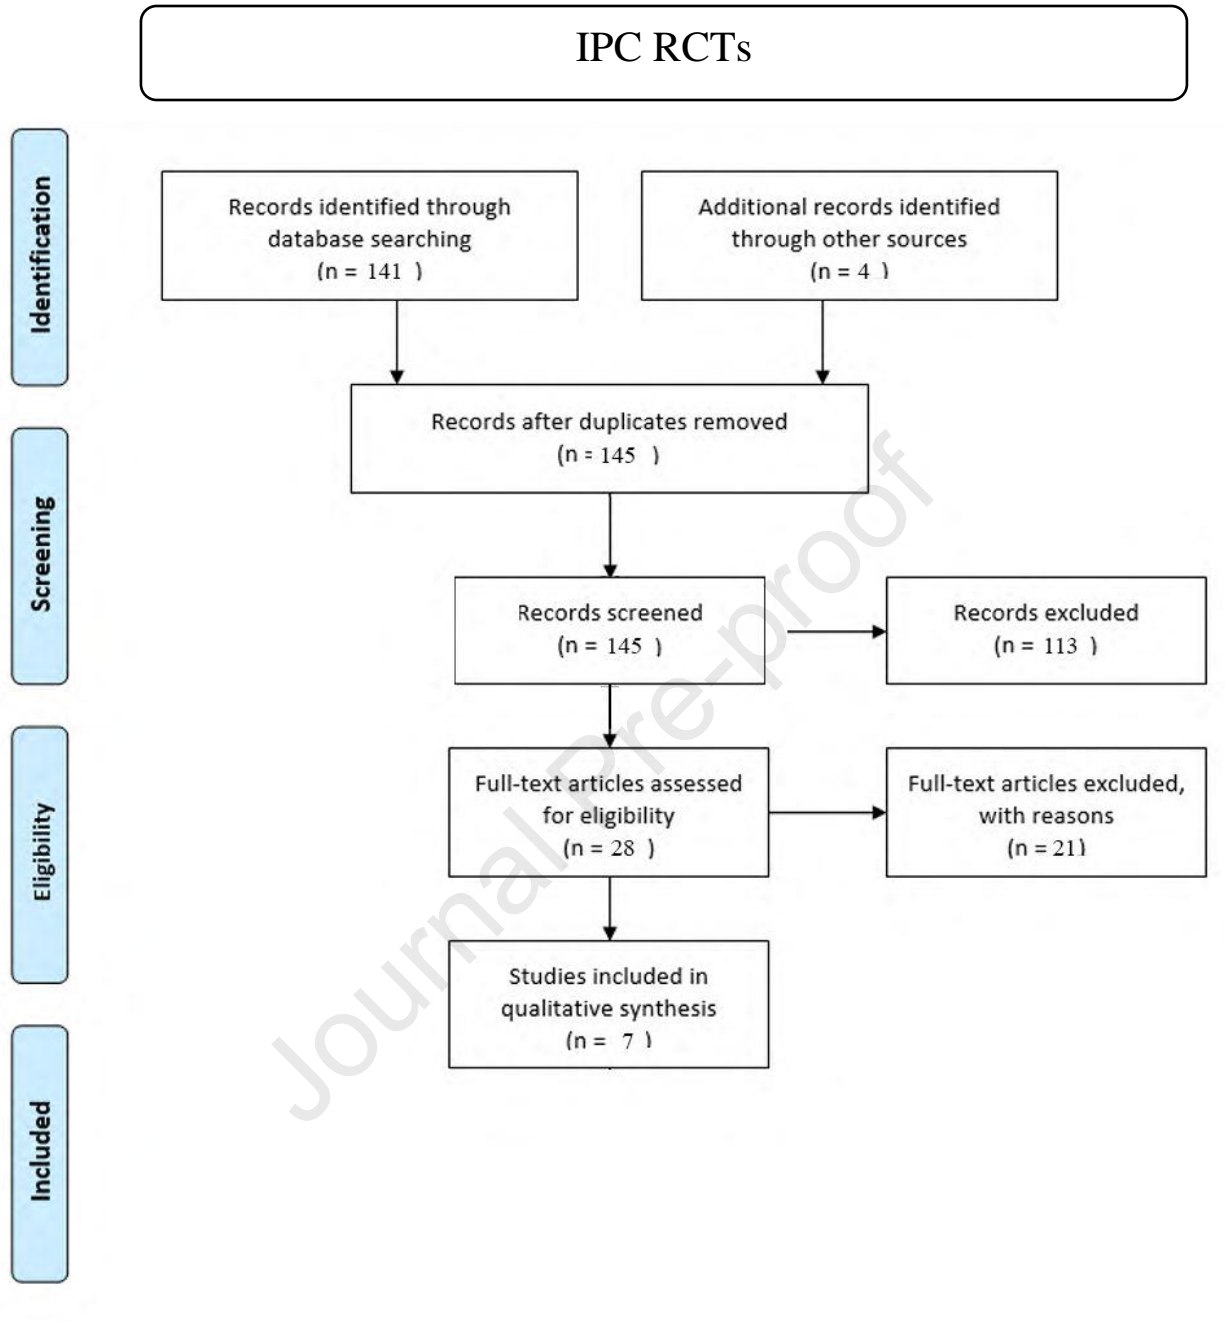 IPC RCTs
Identification
Records identified through
database searching
(n = 141 )
Additional records identified
through other sources
(n = 4 )
Records after duplicates removed
(n = 145 )
Screening
Records screened
(n = 145 )
Records excluded
(n = 113 )
Eligibility
Full-text articles assessed
for eligibility
(n = 28 )
Full-text articles excluded,
with reasons
(n = 21)
Studies included in
qualitative synthesis
(n = 7 )
Included
Journal Pre-proof